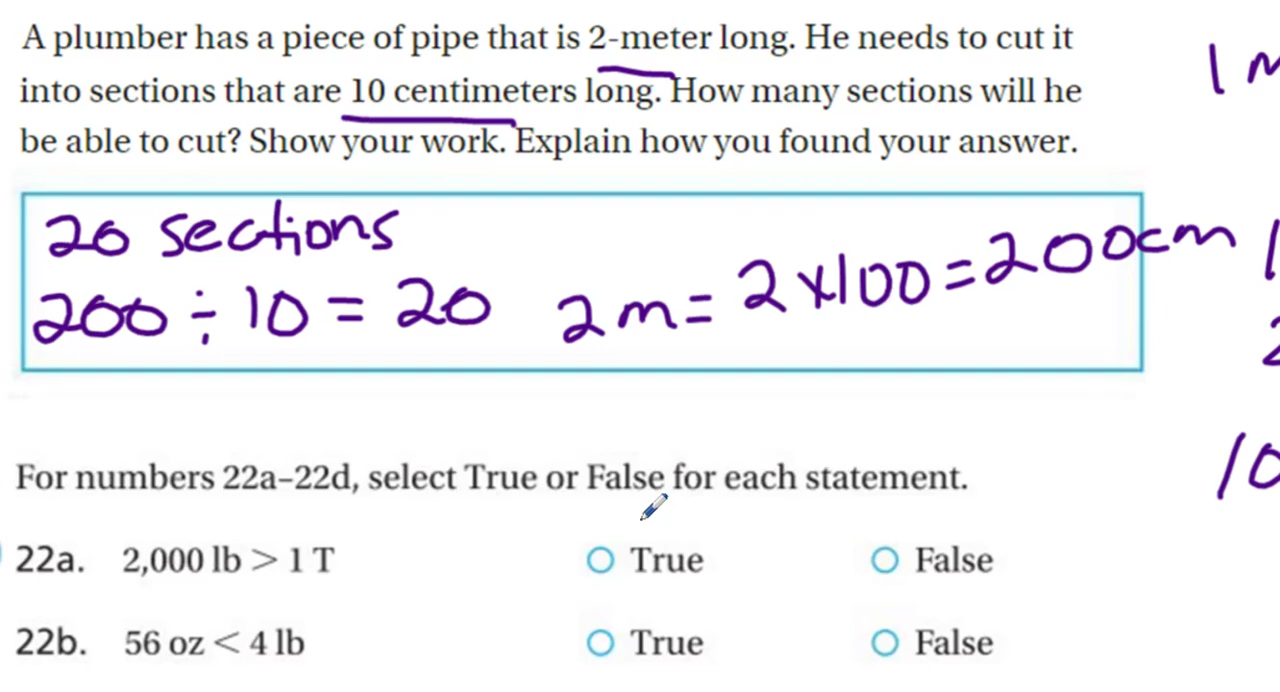 A plumber has a piece of pipe that is 2-meter long. He needs to cut it
into sections that are 10 centimeters long. How many sections will he
be able to cut? Show your work. Explain how you found your answer.
1 m
20 sections
200 ÷ 10 = 20 2m = 2x100 = 200cm
2
10
For numbers 22a–22d, select True or False for each statement.
22a. 2,000 lb > 1 T True False
22b. 56 oz < 4 lb True False